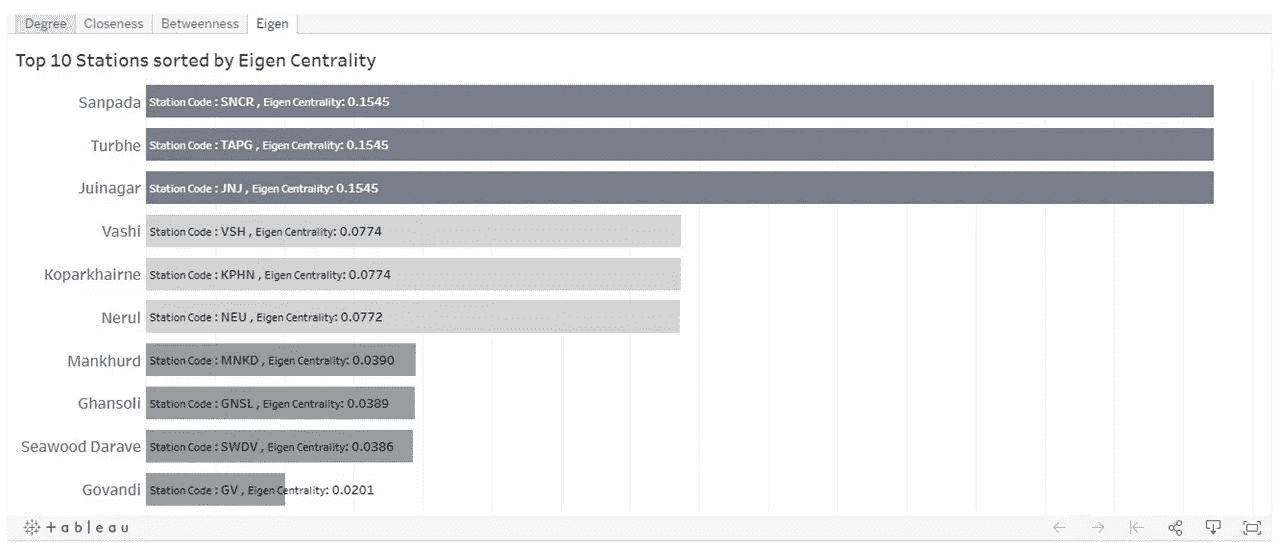 Degree Closeness Betweenness Eigen
Top 10 Stations sorted by Eigen Centrality
Sanpada Station Code : SNCR , Eigen Centrality: 0.1545
Turbhe Station Code : TAPG , Eigen Centrality: 0.1545
Juinagar Station Code : JNJ , Eigen Centrality: 0.1545
Vashi Station Code : VSH , Eigen Centrality: 0.0774
Koparkhairne Station Code : KPHN , Eigen Centrality: 0.0774
Nerul Station Code : NEU , Eigen Centrality: 0.0772
Mankhurd Station Code : MNKD , Eigen Centrality: 0.0390
Ghansoli Station Code : GNSL , Eigen Centrality: 0.0389
Seawood Darave Station Code : SWDV , Eigen Centrality: 0.0386
Govandi Station Code : GV , Eigen Centrality: 0.0201
+ a b | e a u